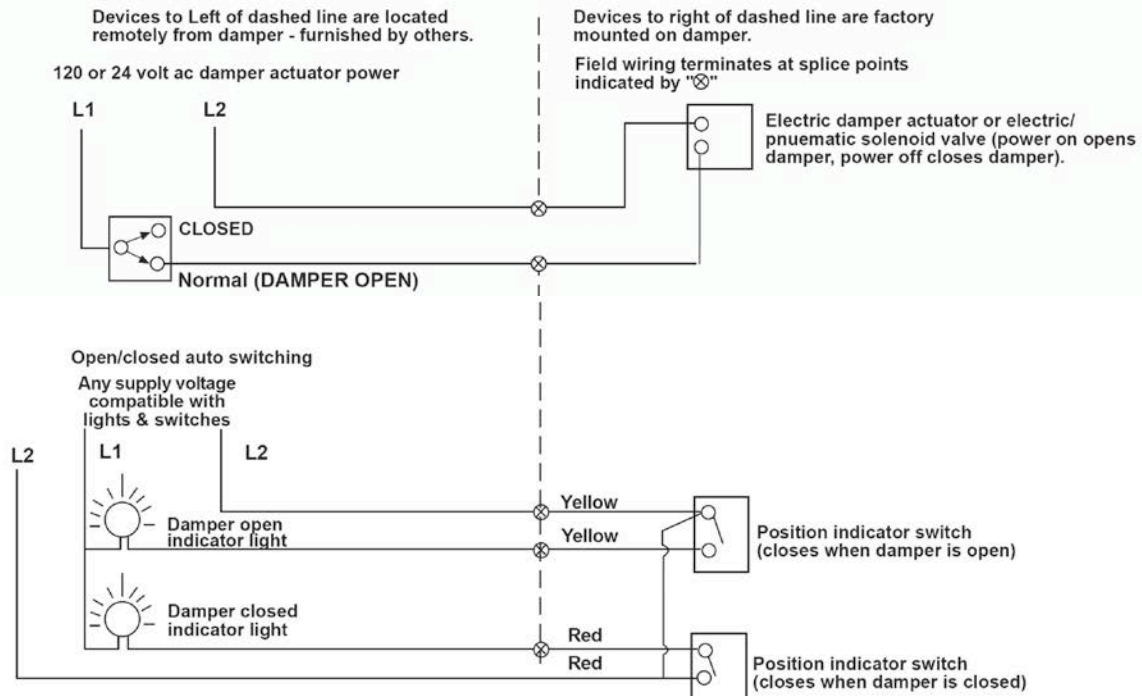 Devices to Left of dashed line are located
remotely from damper - furnished by others.
Devices to right of dashed line are factory
mounted on damper.
Field wiring terminates at splice points
indicated by "⊗"
120 or 24 volt ac damper actuator power
L1
L2
Electric damper actuator or electric/
pnuematic solenoid valve (power on opens
damper, power off closes damper).
CLOSED
Normal (DAMPER OPEN)
Open/closed auto switching
Any supply voltage
compatible with
lights & switches
L2
L1
L2
Yellow
Damper open
indicator light
Yellow
Position indicator switch
(closes when damper is open)
Damper closed
indicator light
Red
Red
Position indicator switch
(closes when damper is closed)